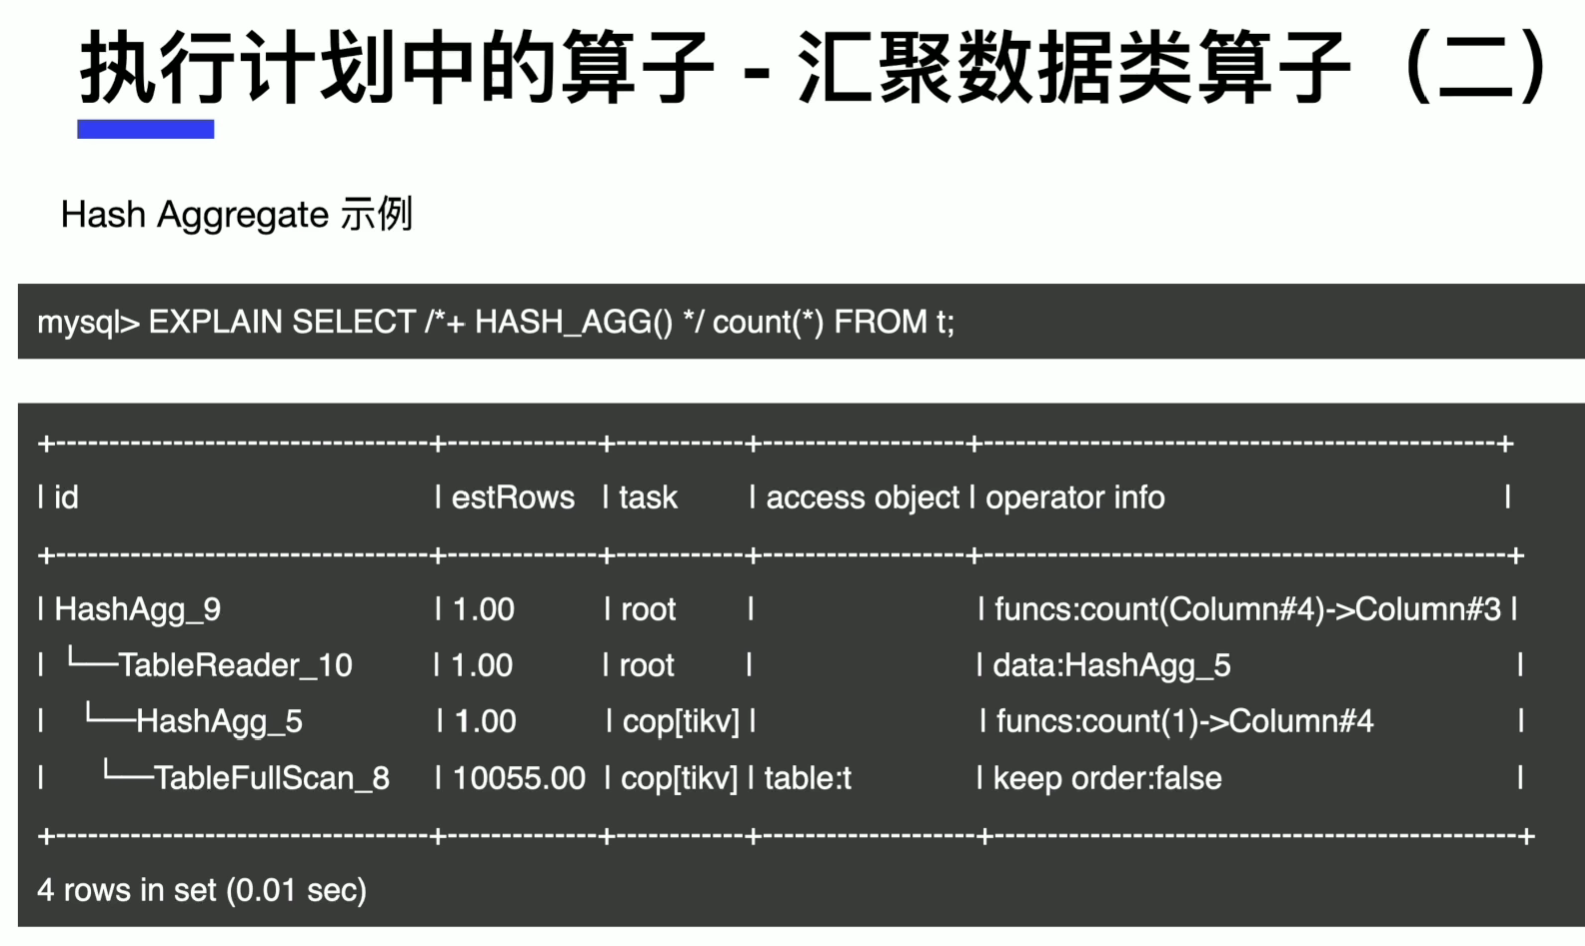 执行计划中的算子 - 汇聚数据类算子（二）
Hash Aggregate 示例
mysql> EXPLAIN SELECT /*+ HASH_AGG() */ count(*) FROM t;
+-----------------------------------+----------------+------------+-------------------+------------------------------------------------+
| id | estRows | task | access object | operator info |
+-----------------------------------+----------------+------------+-------------------+-------------------------------------------------+
| HashAgg_9 | 1.00 | root | | funcs:count(Column#4)->Column#3 |
| └──TableReader_10 | 1.00 | root | | data:HashAgg_5 |
| └──HashAgg_5 | 1.00 | cop[tikv] | | funcs:count(1)->Column#4 |
| └──TableFullScan_8 | 10055.00 | cop[tikv] | table:t | keep order:false |
+-----------------------------------+----------------+------------+--------------------+-------------------------------------------------+
4 rows in set (0.01 sec)